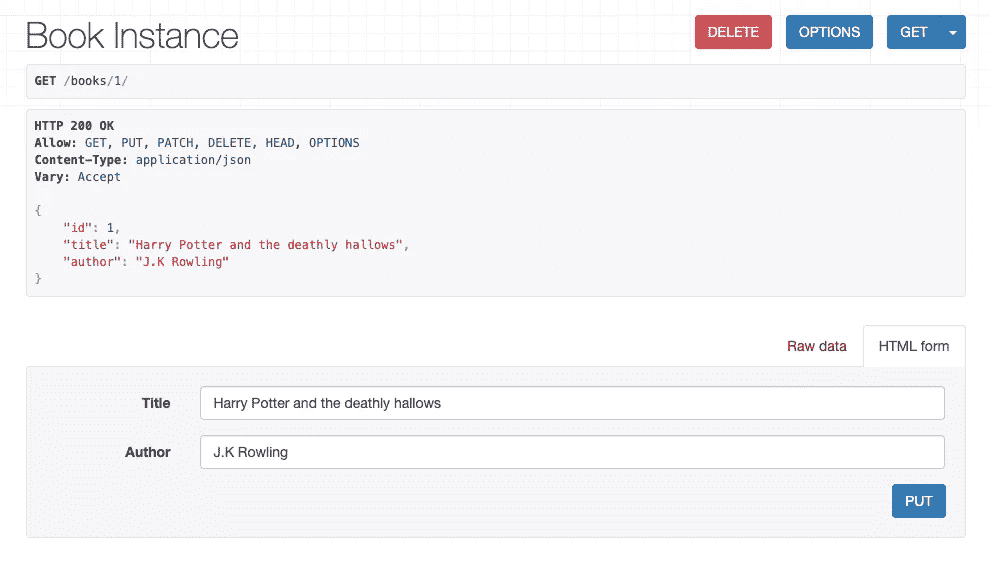 Book Instance
DELETE
OPTIONS
GET
GET /books/1/
HTTP 200 OK
Allow: GET, PUT, PATCH, DELETE, HEAD, OPTIONS
Content-Type: application/json
Vary: Accept
{
"id": 1,
"title": "Harry Potter and the deathly hallows",
"author": "J.K Rowling"
}
Raw data
HTML form
Title
Harry Potter and the deathly hallows
Author
J.K Rowling
PUT